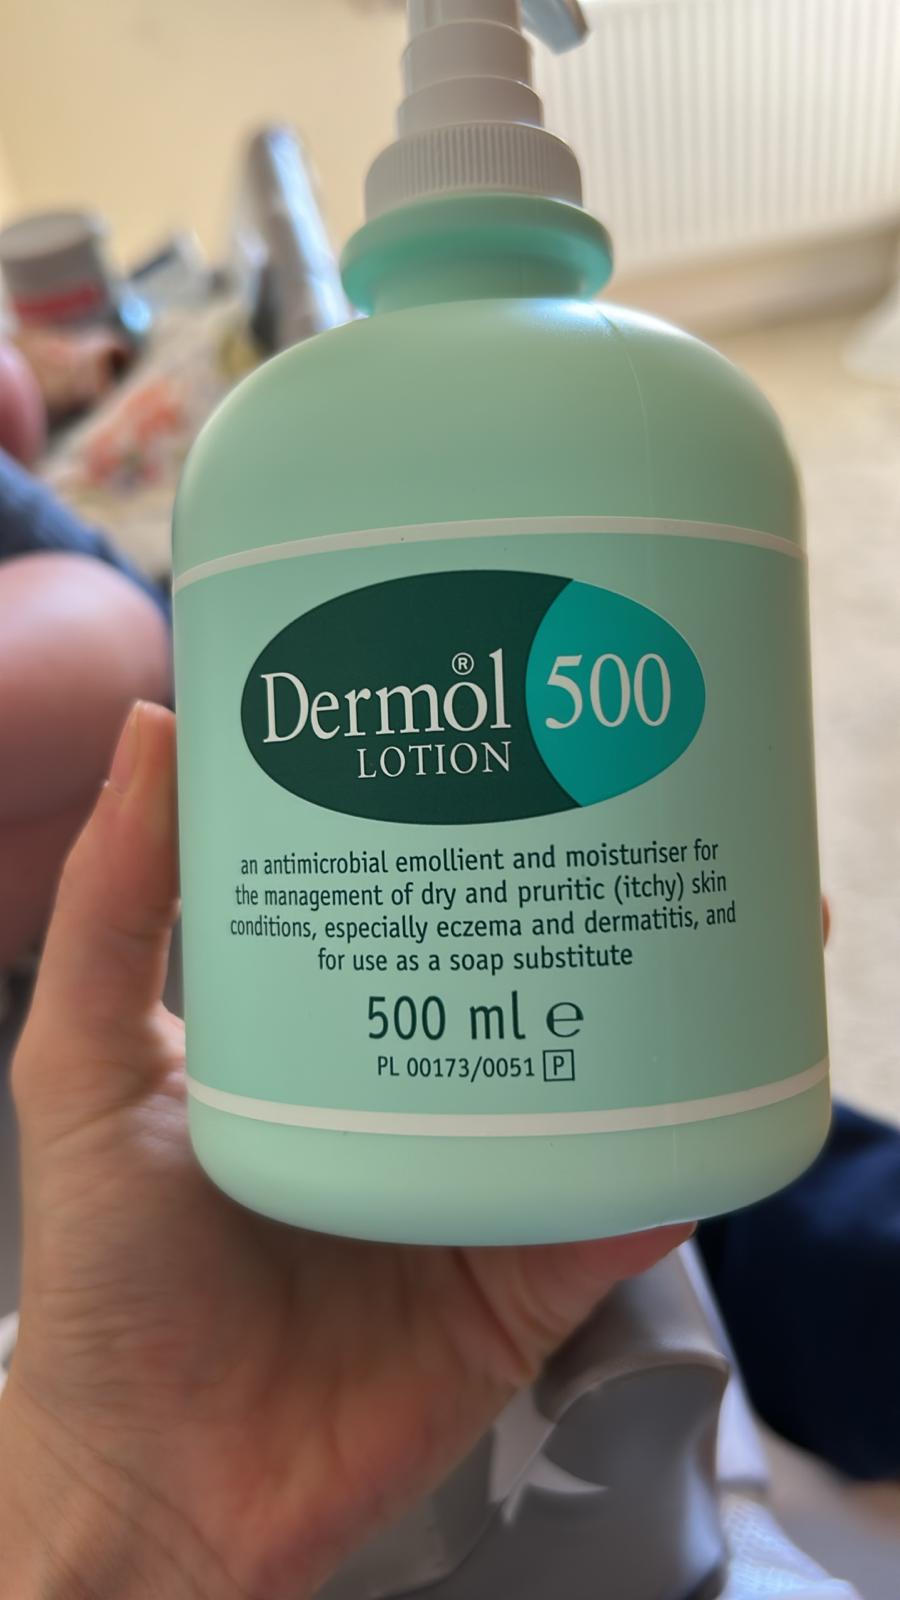 Dermol® 500
LOTION
an antimicrobial emollient and moisturiser for
the management of dry and pruritic (itchy) skin
conditions, especially eczema and dermatitis, and
for use as a soap substitute
500 ml ℮
PL 00173/0051 P